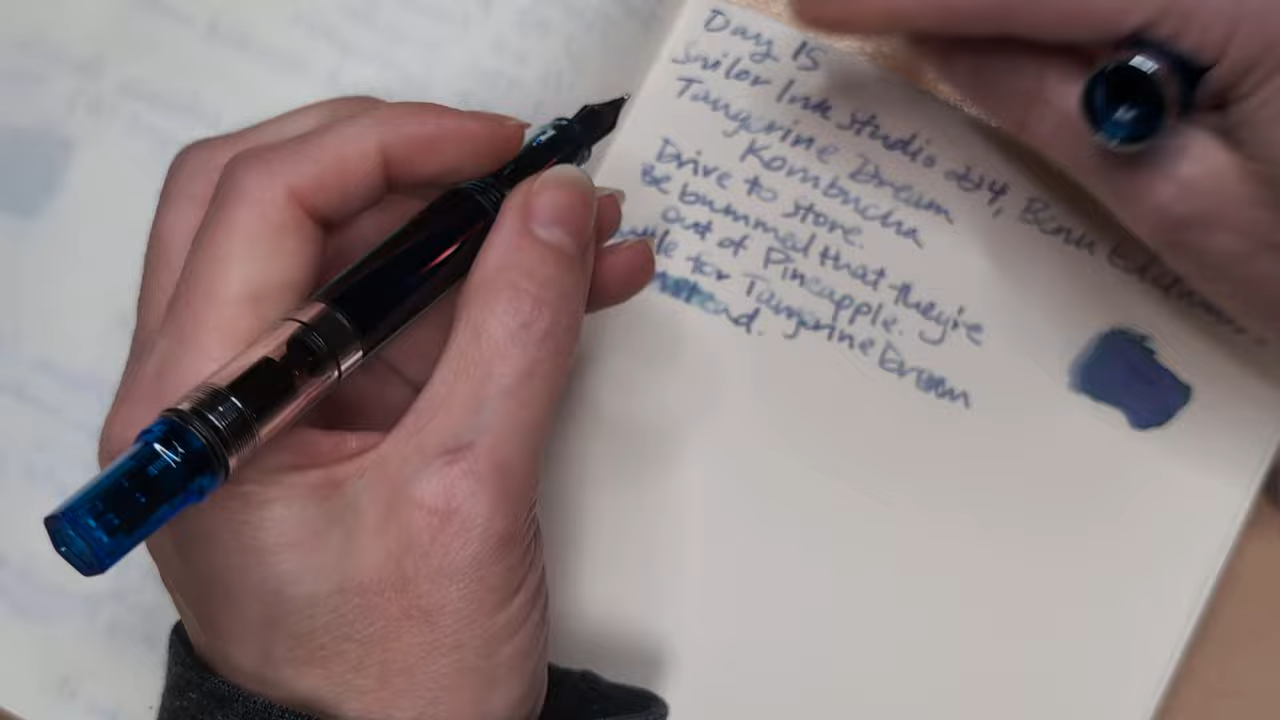 Day 15
Sailor Ink Studio 224, Benu
Tangerine Dream
Kombucha
Drive to store.
Be bummed that they're
out of Pineapple.
for Tangerine Dream
instead.